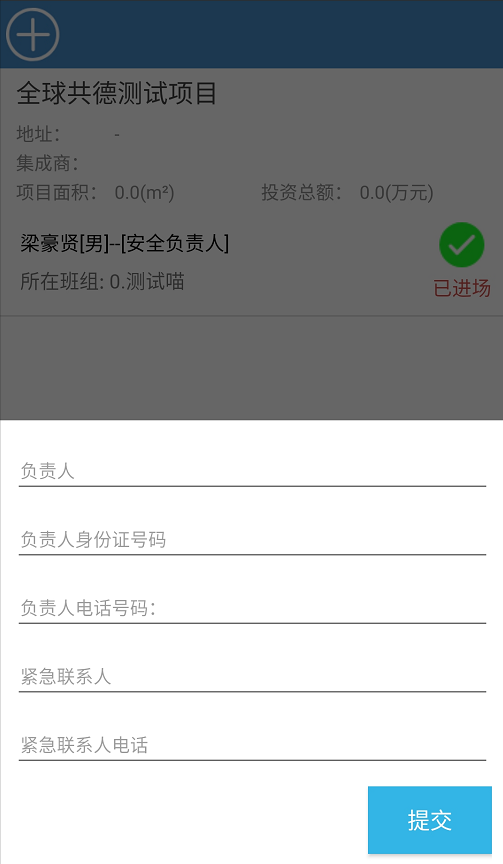 全球共德测试项目
地址： -
集成商：
项目面积： 0.0(m²) 投资总额： 0.0(万元)
梁豪贤[男]--[安全负责人]
所在班组: 0.测试喵
已进场
负责人
负责人身份证号码
负责人电话号码：
紧急联系人
紧急联系人电话
提交